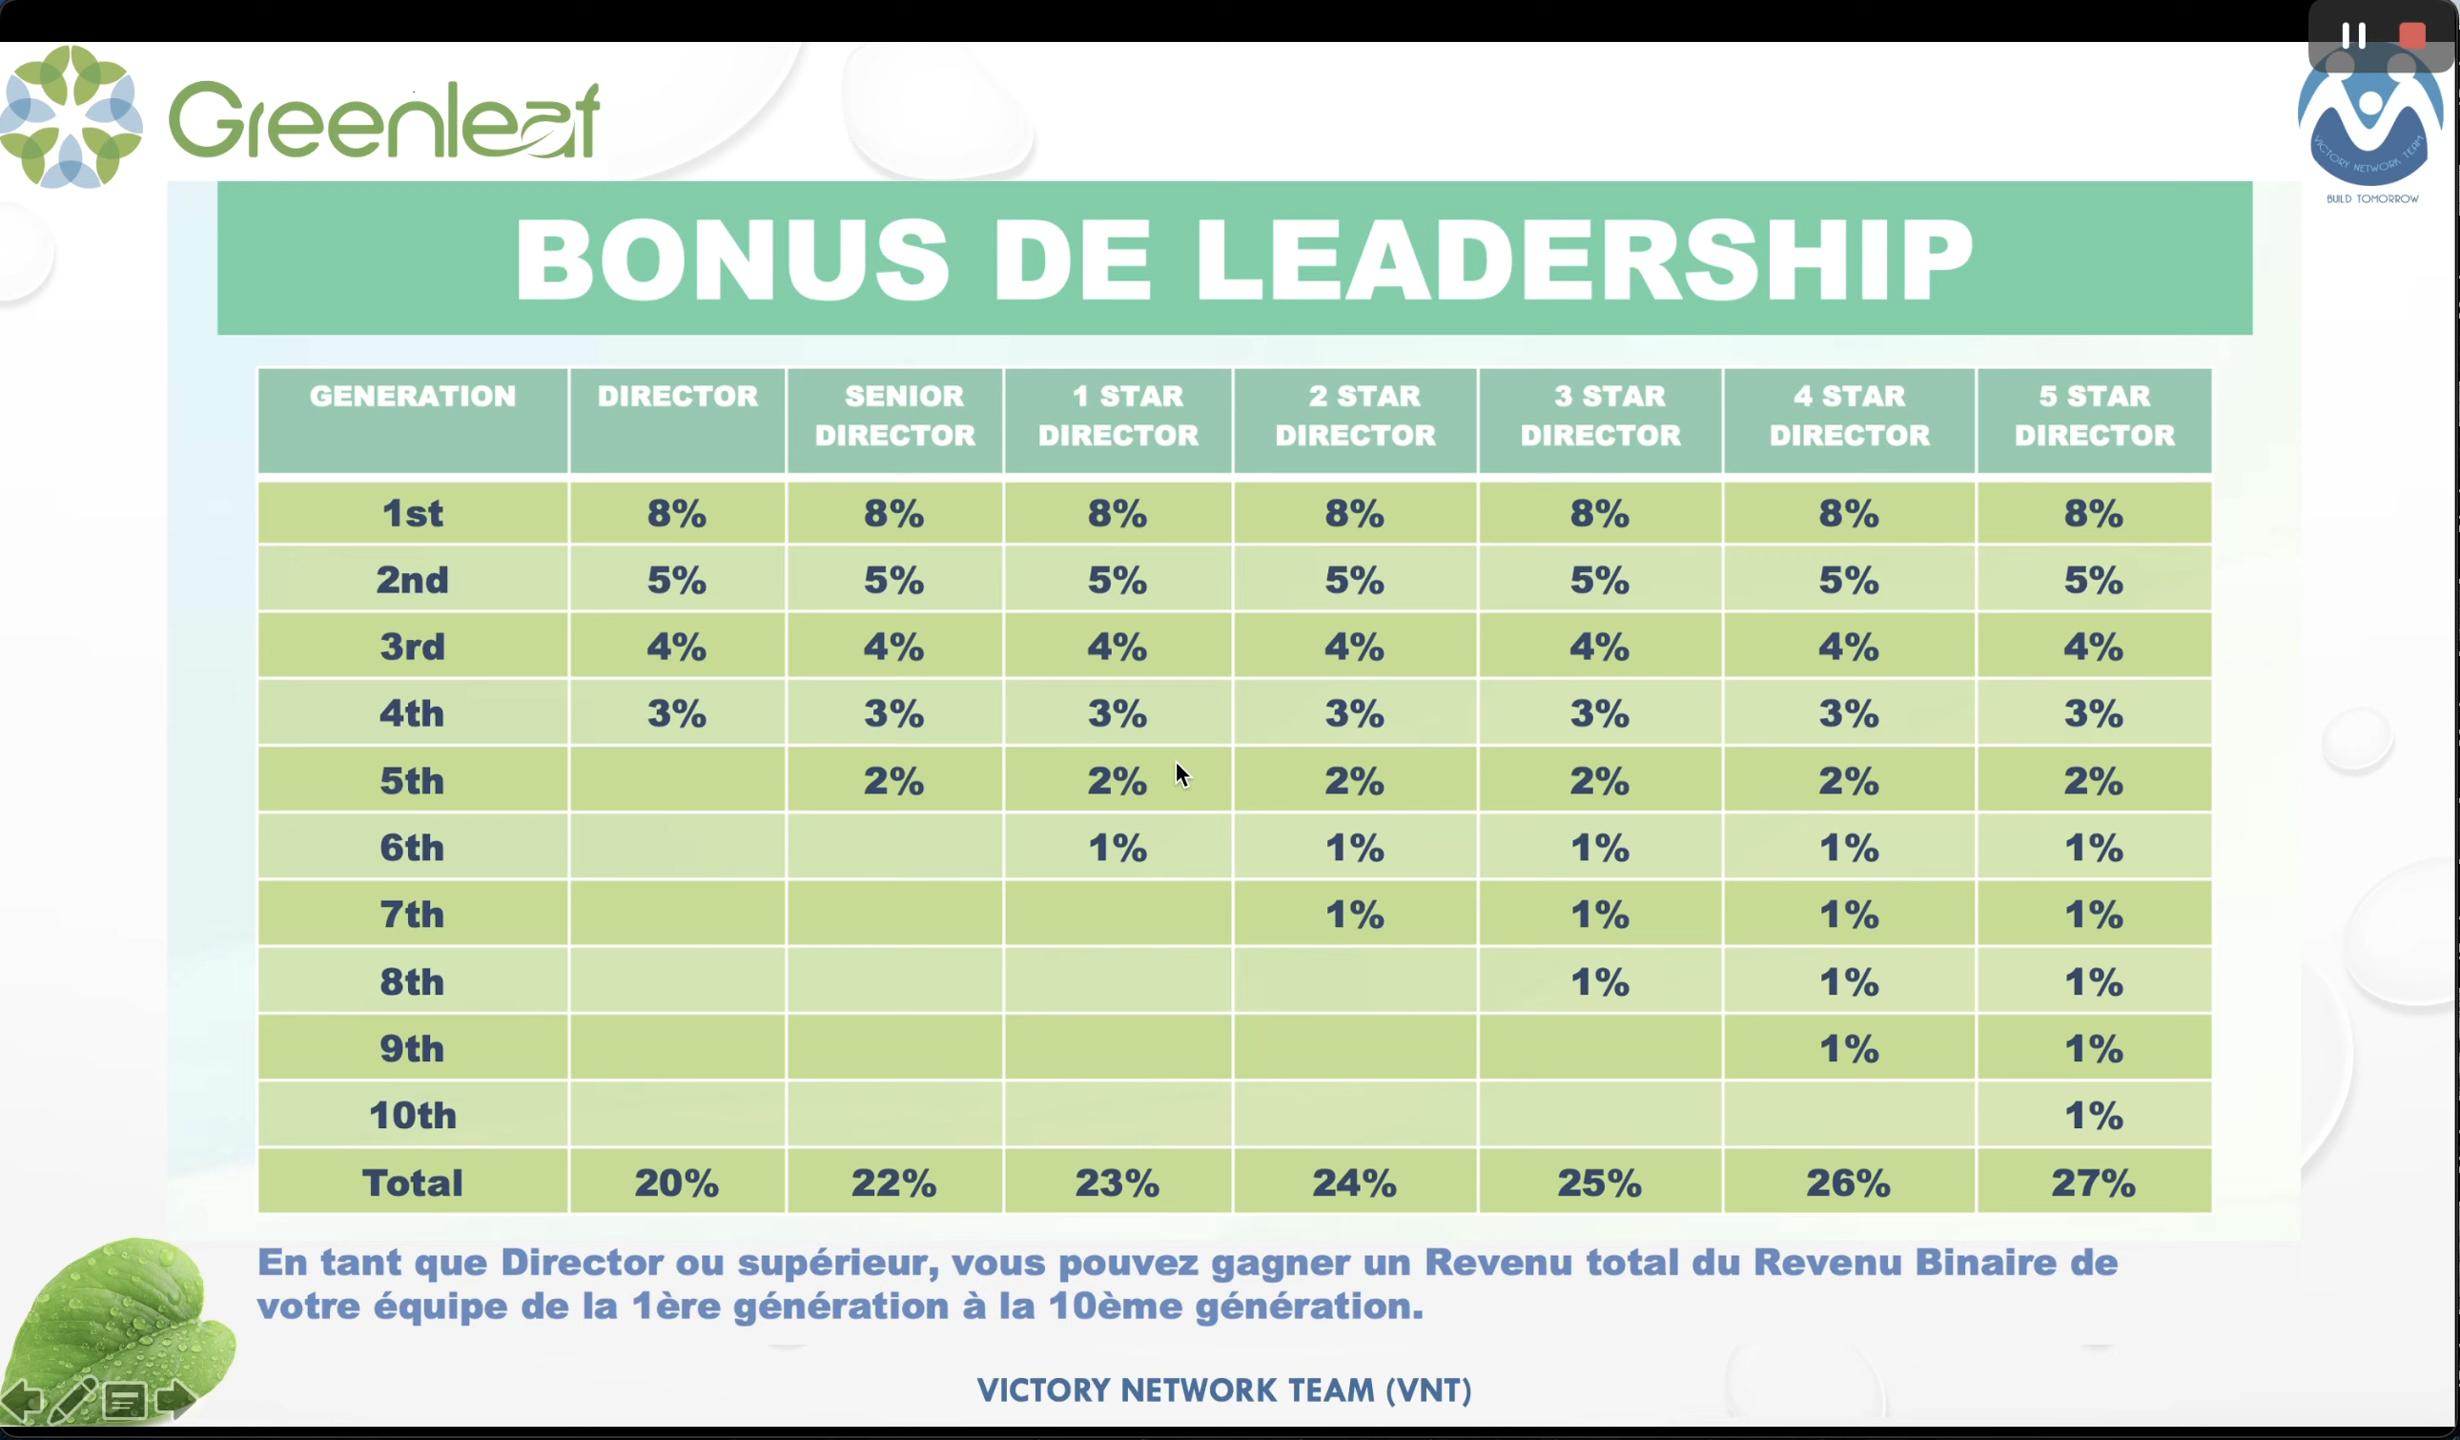 Greenleaf
VICTORY NETWORK TEAM
BUILD TOMORROW
BONUS DE LEADERSHIP
GENERATION DIRECTOR SENIOR DIRECTOR 1 STAR DIRECTOR 2 STAR DIRECTOR 3 STAR DIRECTOR 4 STAR DIRECTOR 5 STAR DIRECTOR
1st 8% 8% 8% 8% 8% 8% 8%
2nd 5% 5% 5% 5% 5% 5% 5%
3rd 4% 4% 4% 4% 4% 4% 4%
4th 3% 3% 3% 3% 3% 3% 3%
5th 2% 2% 2% 2% 2% 2%
6th 1% 1% 1% 1% 1%
7th 1% 1% 1% 1%
8th 1% 1% 1%
9th 1% 1%
10th 1%
Total 20% 22% 23% 24% 25% 26% 27%
En tant que Director ou supérieur, vous pouvez gagner un Revenu total du Revenu Binaire de
votre équipe de la 1ère génération à la 10ème génération.
VICTORY NETWORK TEAM (VNT)